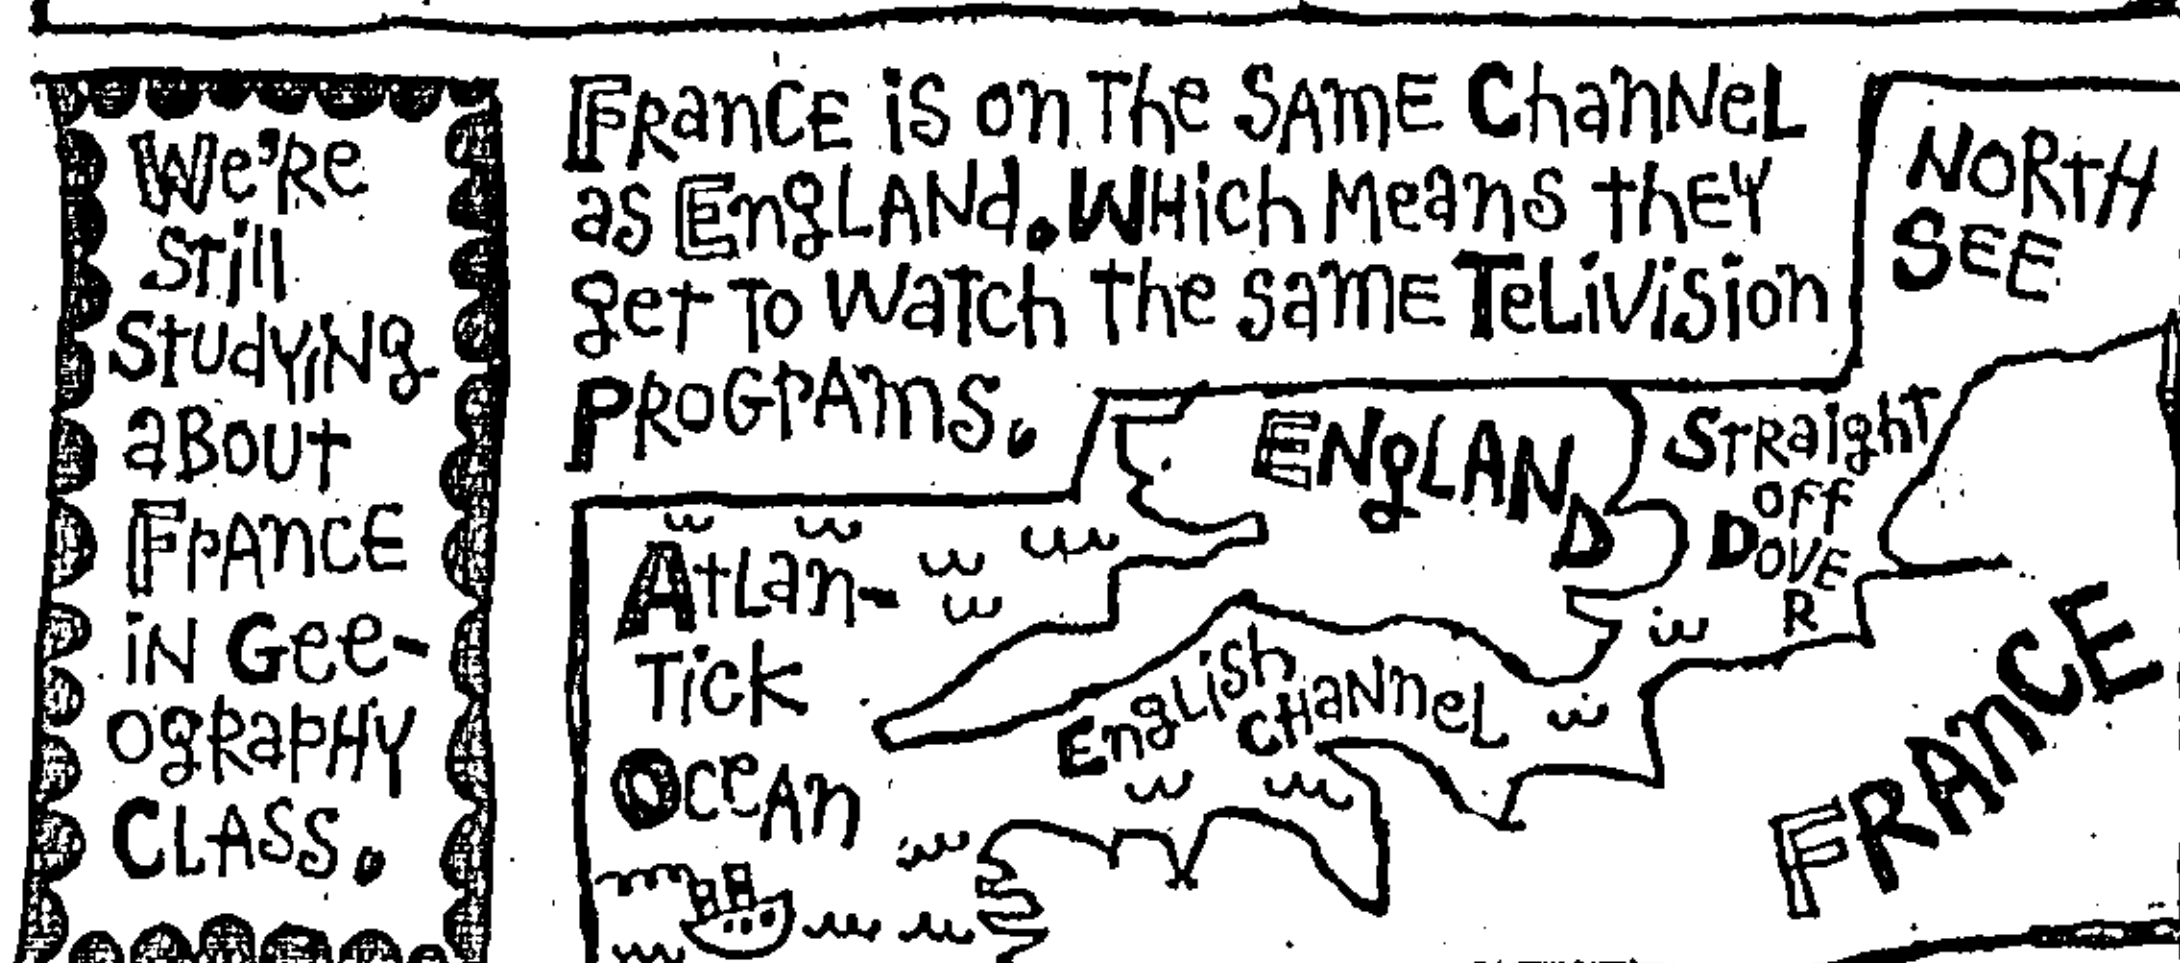 We're
still
studying
about
France
in Gee-
ography
Class.
France is on the same Channel
as England. Which means they
get to watch the same Telivision
Programs.
North
See
England
Straight
off
Dove
r
Atlan-
tick
Ocean
English
Channel
France